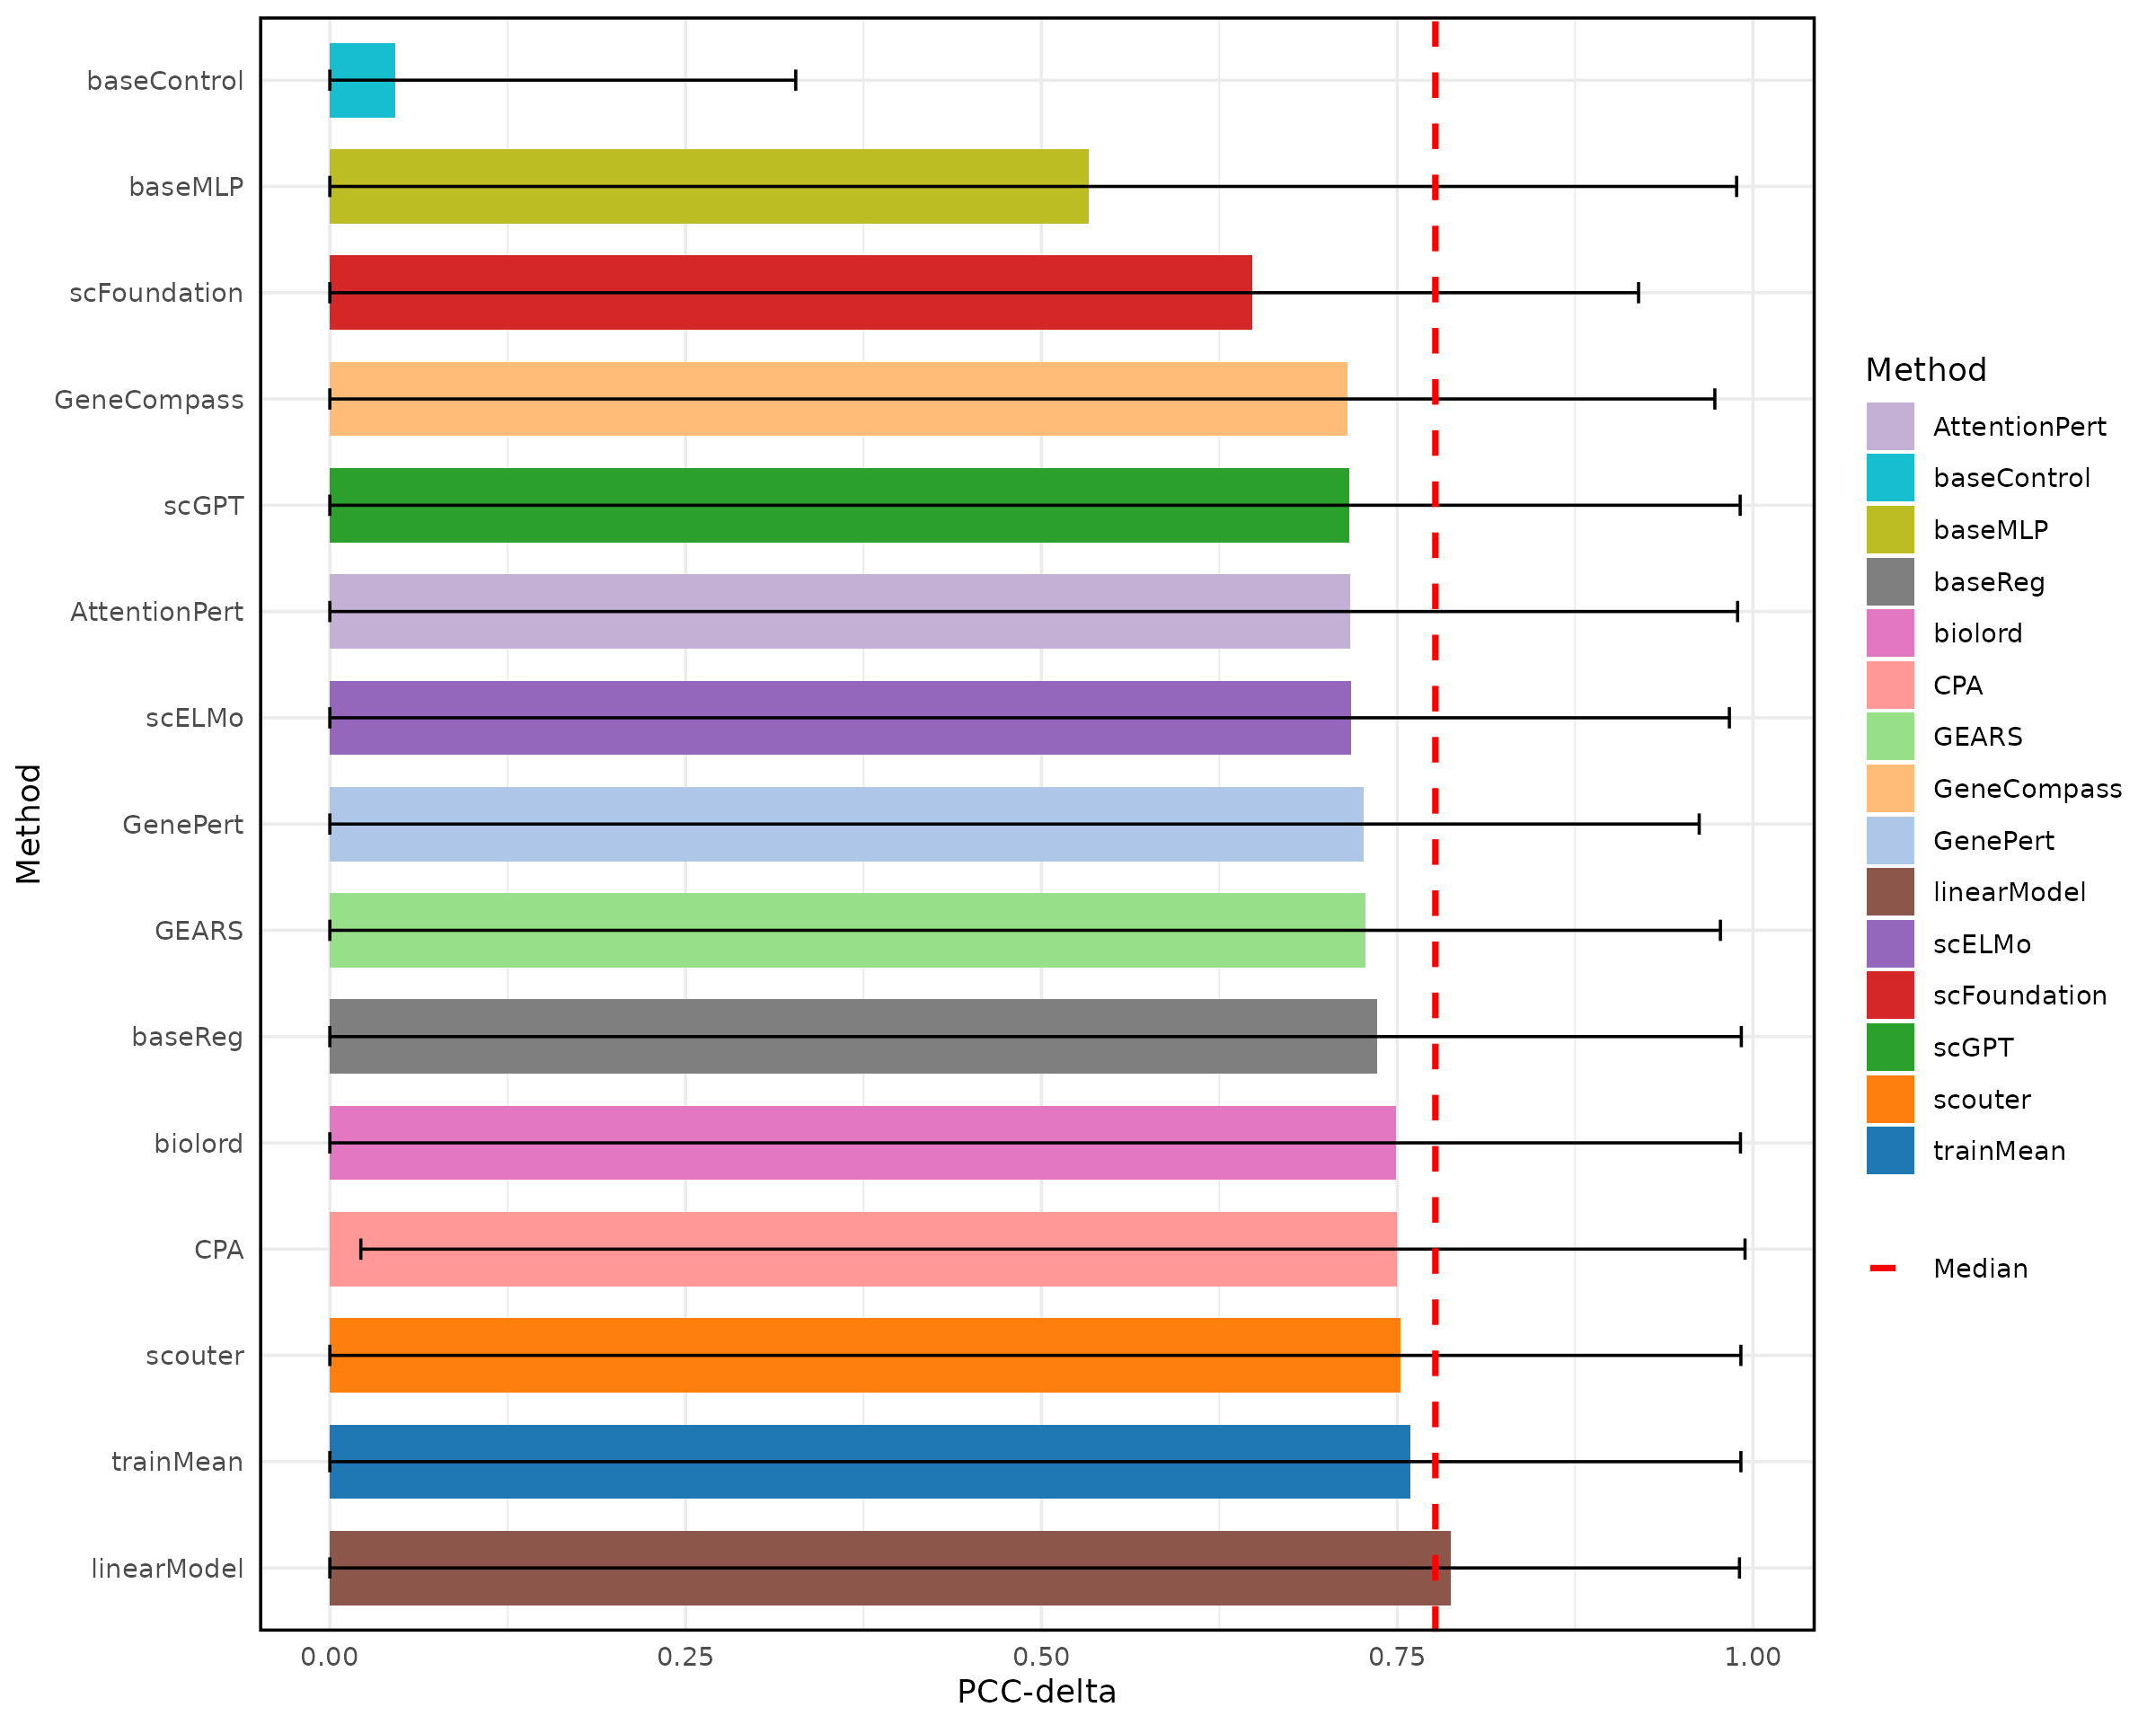 baseControl
baseMLP
scFoundation
GeneCompass
scGPT
AttentionPert
scELMo
GenePert
GEARS
baseReg
biolord
CPA
scouter
trainMean
linearModel
Method
0.00 0.25 0.50 0.75 1.00
PCC-delta
Method
AttentionPert
baseControl
baseMLP
baseReg
biolord
CPA
GEARS
GeneCompass
GenePert
linearModel
scELMo
scFoundation
scGPT
scouter
trainMean
Median